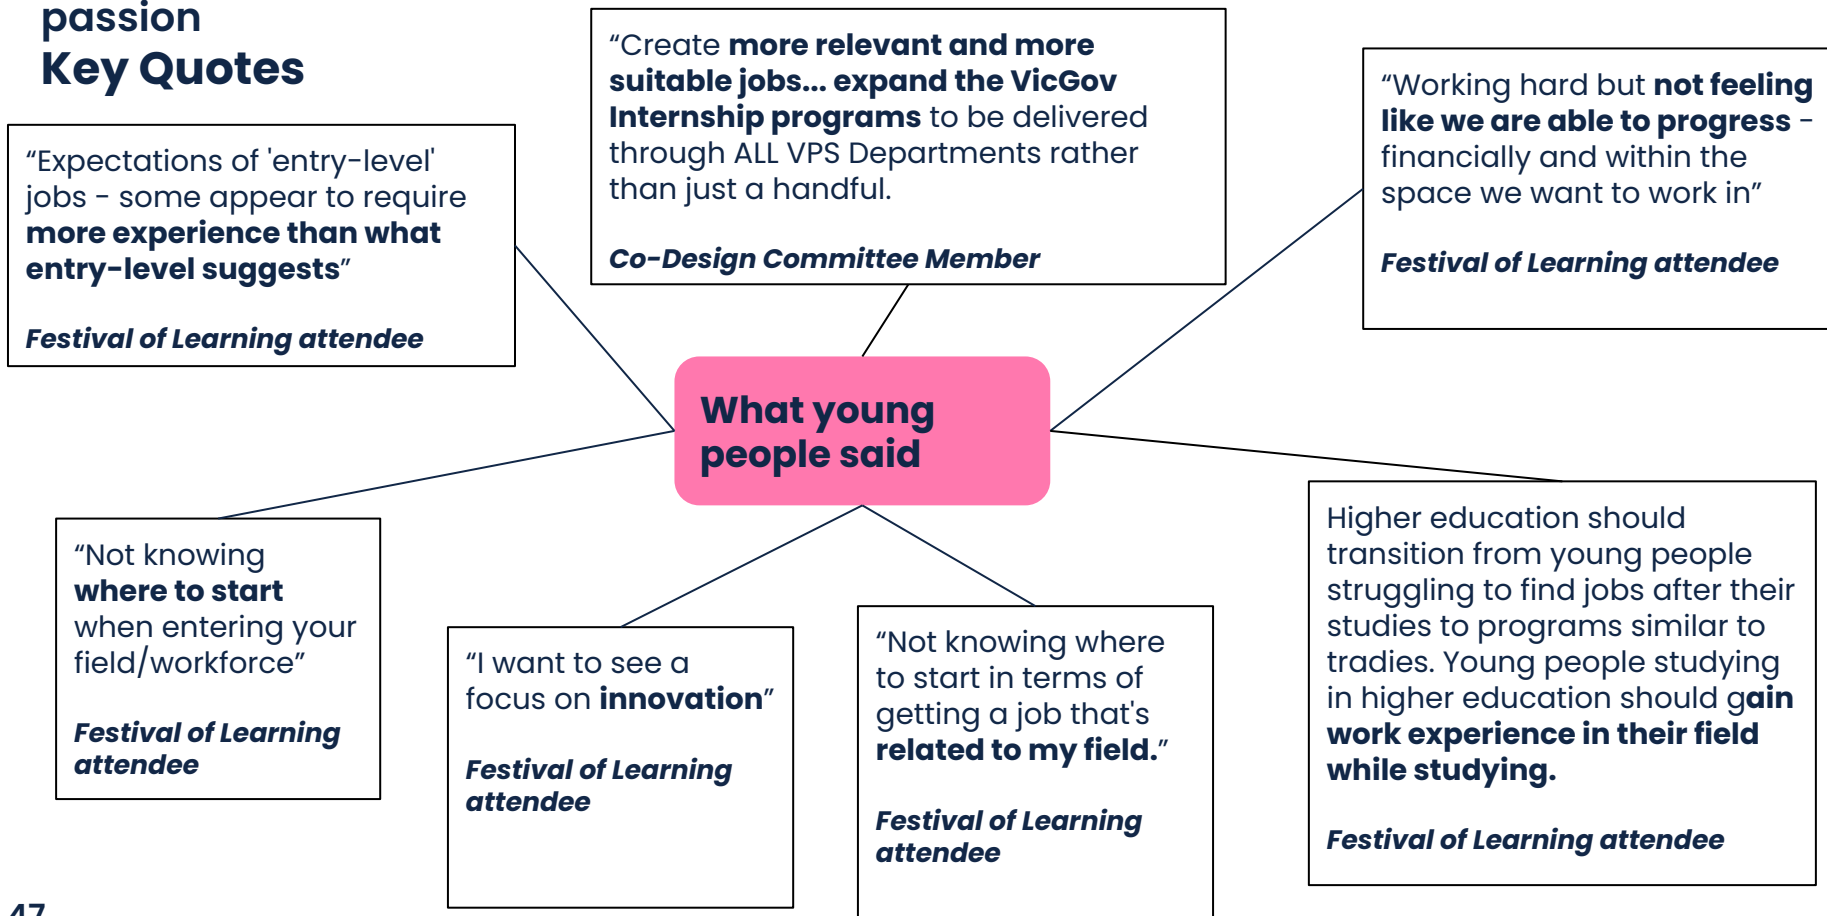 passion
Key Quotes
“Expectations of 'entry-level'
jobs - some appear to require
more experience than what
entry-level suggests”
Festival of Learning attendee
“Create more relevant and more
suitable jobs... expand the VicGov
Internship programs to be delivered
through ALL VPS Departments rather
than just a handful.
Co-Design Committee Member
“Working hard but not feeling
like we are able to progress -
financially and within the
space we want to work in”
Festival of Learning attendee
What young
people said
“Not knowing
where to start
when entering your
field/workforce”
Festival of Learning
attendee
“I want to see a
focus on innovation”
Festival of Learning
attendee
“Not knowing where
to start in terms of
getting a job that's
related to my field.”
Festival of Learning
attendee
Higher education should
transition from young people
struggling to find jobs after their
studies to programs similar to
tradies. Young people studying
in higher education should gain
work experience in their field
while studying.
Festival of Learning attendee
47